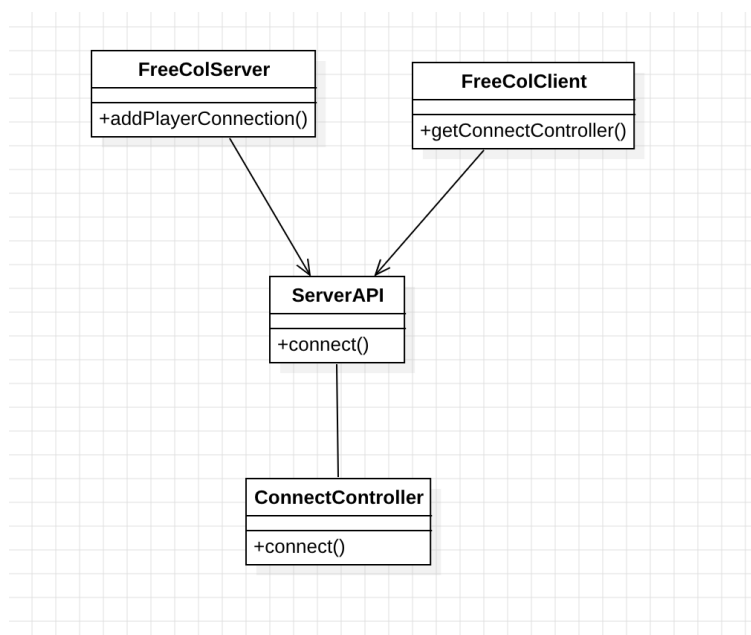 FreeColServer
+addPlayerConnection()
FreeColClient
+getConnectController()
ServerAPI
+connect()
ConnectController
+connect()